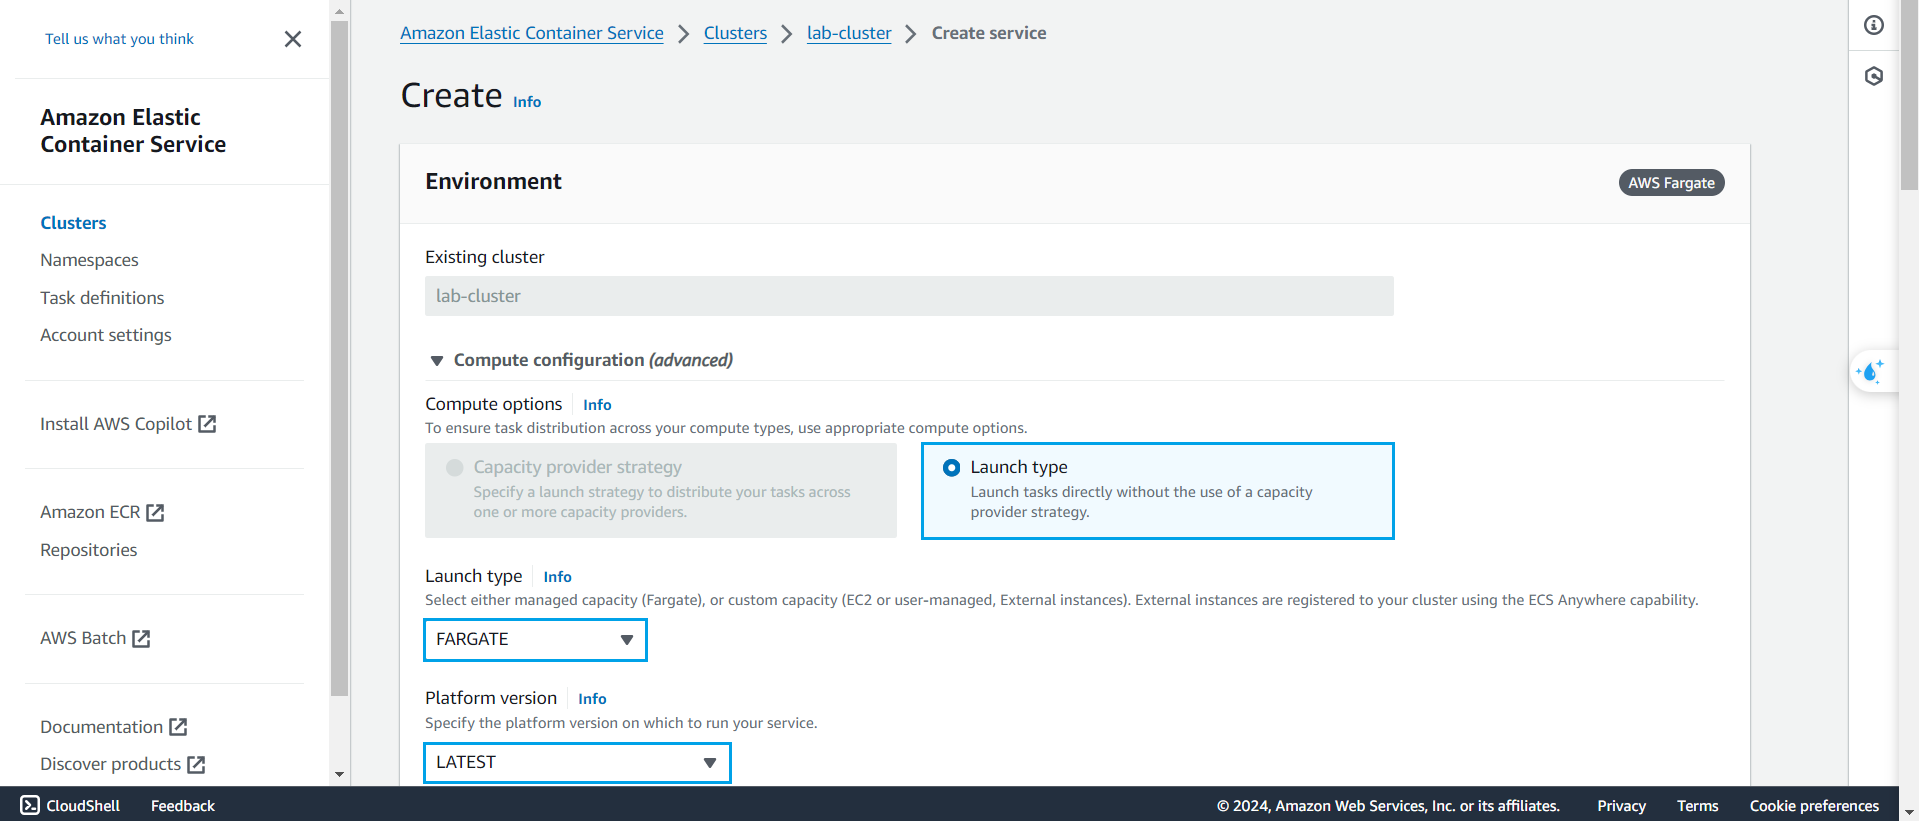 Tell us what you think
Amazon Elastic
Container Service
Clusters
Namespaces
Task definitions
Account settings
Install AWS Copilot
Amazon ECR
Repositories
AWS Batch
Documentation
Discover products
Amazon Elastic Container Service > Clusters > lab-cluster > Create service
Create Info
Environment
AWS Fargate
Existing cluster
lab-cluster
Compute configuration (advanced)
Compute options Info
To ensure task distribution across your compute types, use appropriate compute options.
Capacity provider strategy
Specify a launch strategy to distribute your tasks across
one or more capacity providers.
Launch type
Launch tasks directly without the use of a capacity
provider strategy.
Launch type Info
Select either managed capacity (Fargate), or custom capacity (EC2 or user-managed, External instances). External instances are registered to your cluster using the ECS Anywhere capability.
FARGATE
Platform version Info
Specify the platform version on which to run your service.
LATEST
CloudShell Feedback © 2024, Amazon Web Services, Inc. or its affiliates. Privacy Terms Cookie preferences